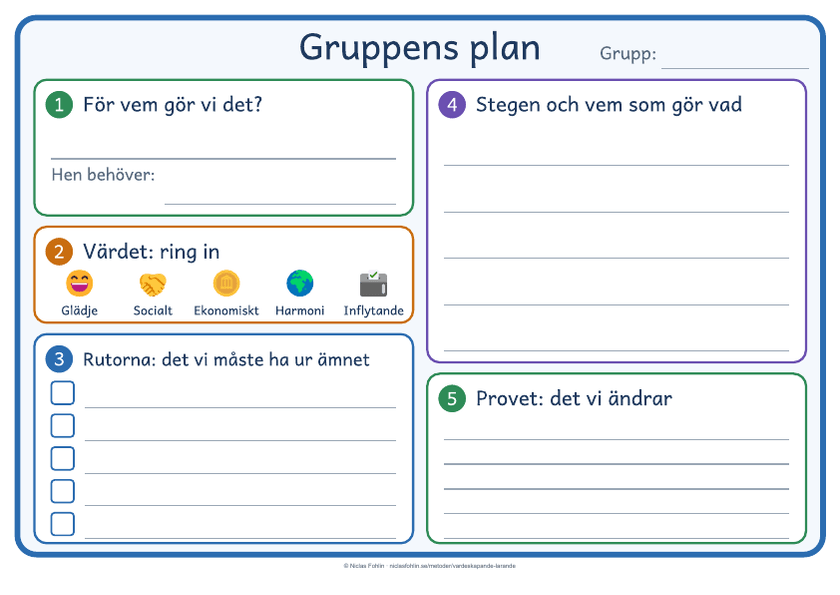 Gruppens plan
Grupp:
1 För vem gör vi det?
Hen behöver:
2 Värdet: ring in
Glädje Socialt Ekonomiskt Harmoni Inflytande
3 Rutorna: det vi måste ha ur ämnet
4 Stegen och vem som gör vad
5 Provet: det vi ändrar
© Niclas Fohlin · niclasfohlin.se/metoder/vardeskapande-larande